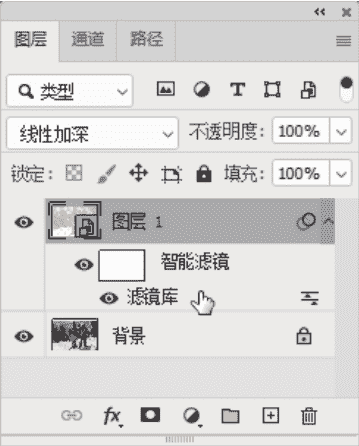 图层 通道 路径
类型 T
线性加深 不透明度: 100%
锁定: 填充: 100%
图层 1
智能滤镜
滤镜库
背景
fx